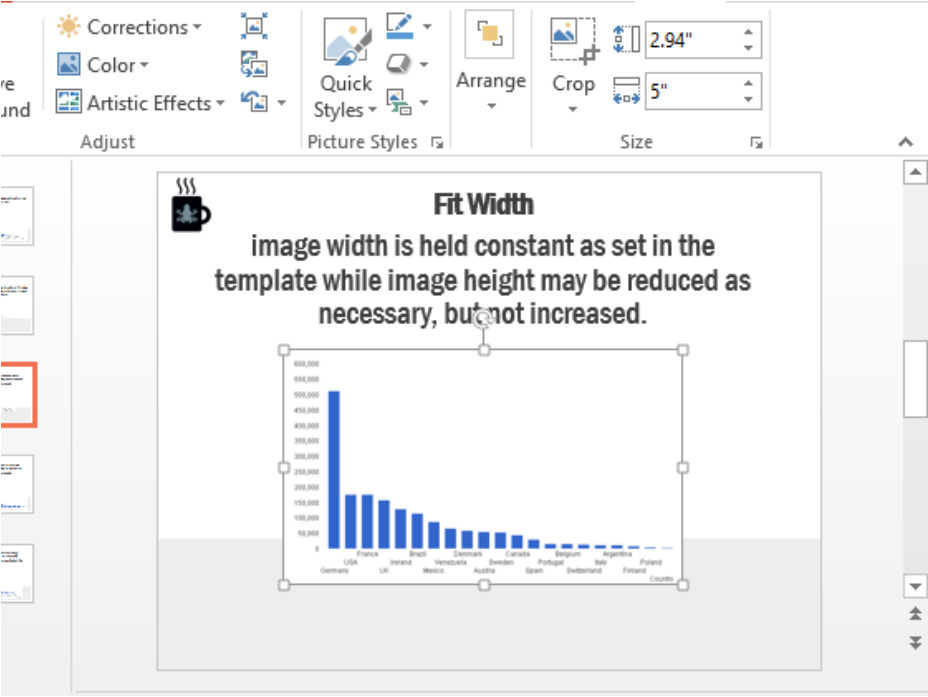 Corrections
Color
Artistic Effects
Adjust
ve
und
Quick
Styles
Picture Styles
Arrange
Crop
2.94"
5"
Size
Fit Width
image width is held constant as set in the
template while image height may be reduced as
necessary, but not increased.
600,000
550,000
500,000
450,000
400,000
350,000
300,000
250,000
200,000
150,000
100,000
50,000
0
France Brazil Denmark Canada Belgium Argentina
USA Ireland Venezuela Sweden Portugal Italy Poland
Germany UK Mexico Austria Spain Switzerland Finland
Country